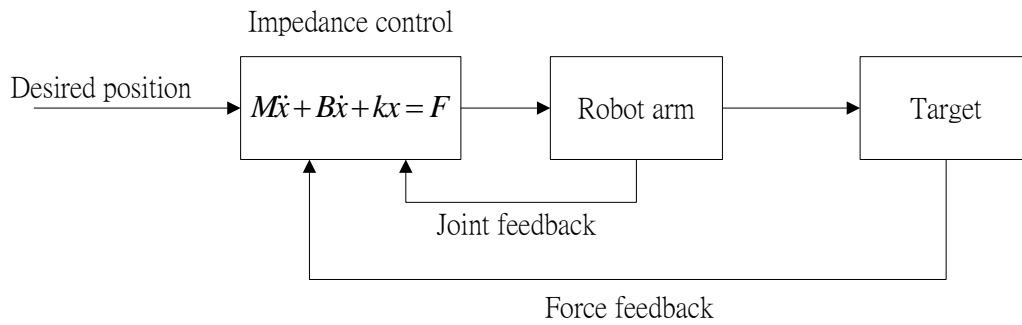 Impedance control
Desired position
Mẍ + Bẋ + kx = F
Robot arm
Target
Joint feedback
Force feedback